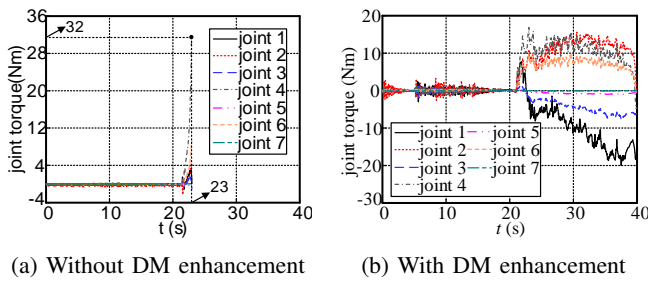 36
32
28
20
12
4
-4
joint torque(Nm)
32
joint 1
joint 2
joint 3
joint 4
joint 5
joint 6
joint 7
23
0
10
20
30
40
t (s)
20
10
0
-10
-20
-30
joint torque (Nm)
joint 1
joint 2
joint 3
joint 4
joint 5
joint 6
joint 7
0
10
20
30
40
t (s)
(a) Without DM enhancement
(b) With DM enhancement